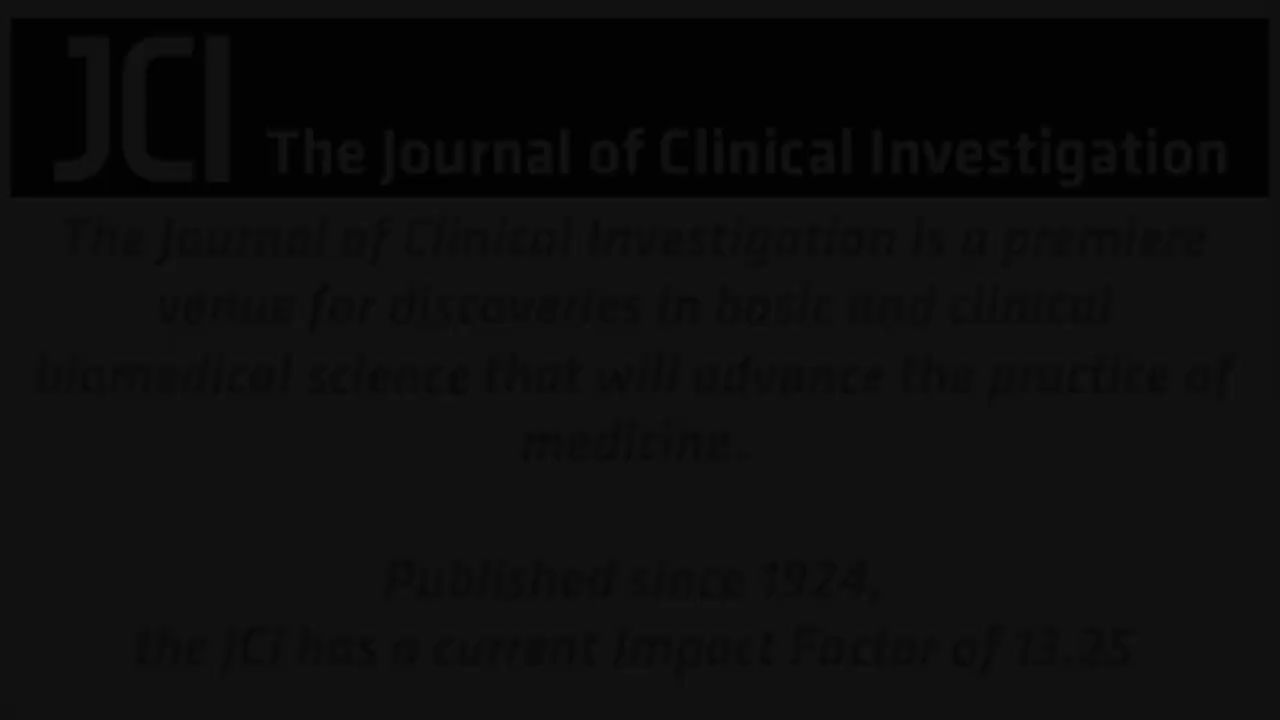 JCI
The Journal of Clinical Investigation
The Journal of Clinical Investigation is a premiere
venue for discoveries in basic and clinical
biomedical science that will advance the practice of
medicine.
Published since 1924,
the JCI has a current Impact Factor of 13.25